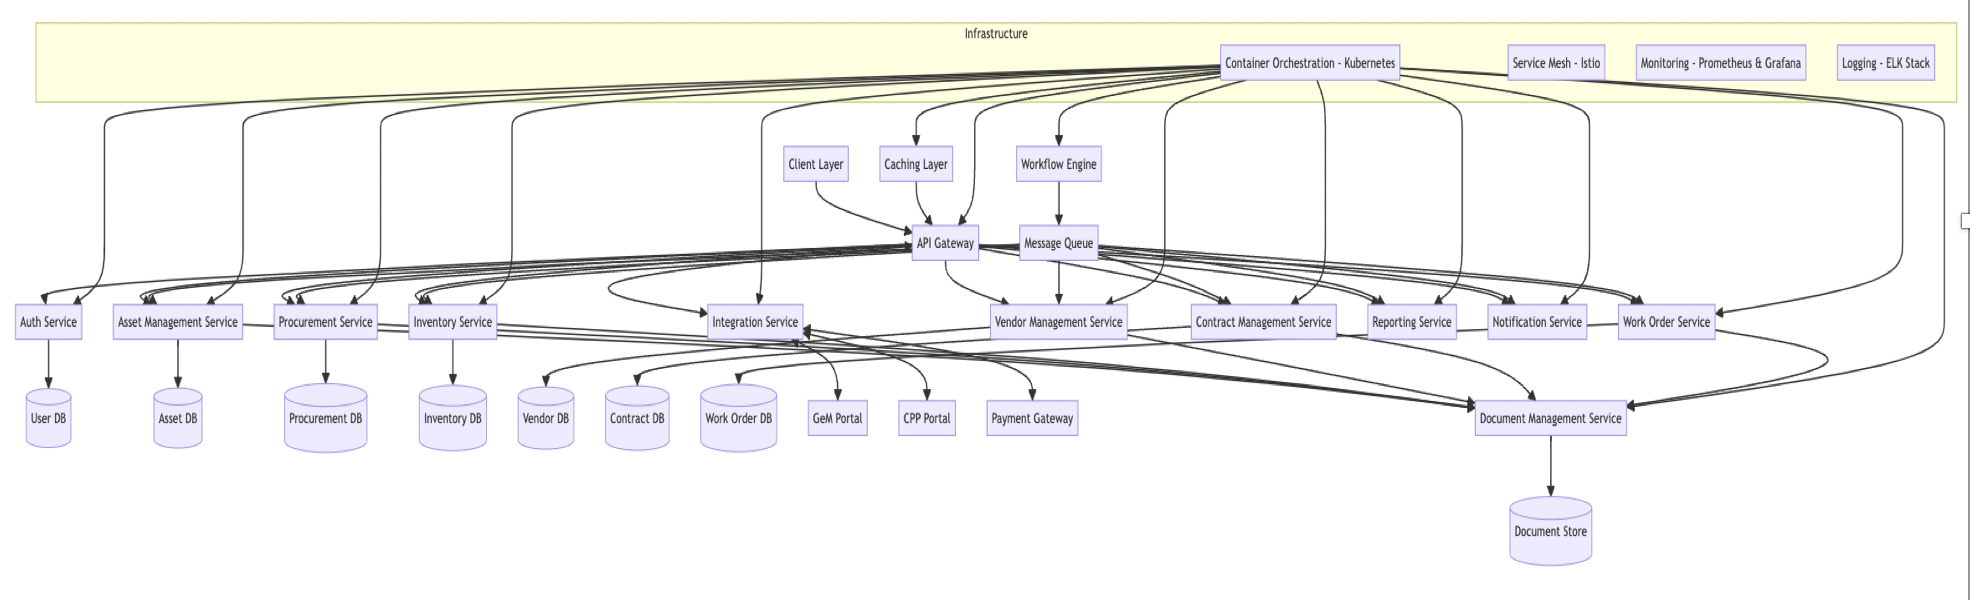 Infrastructure
Container Orchestration - Kubernetes
Service Mesh - Istio
Monitoring - Prometheus & Grafana
Logging - ELK Stack
Client Layer
Caching Layer
Workflow Engine
API Gateway
Message Queue
Auth Service
Asset Management Service
Procurement Service
Inventory Service
Integration Service
Vendor Management Service
Contract Management Service
Reporting Service
Notification Service
Work Order Service
User DB
Asset DB
Procurement DB
Inventory DB
Vendor DB
Contract DB
Work Order DB
GeM Portal
CPP Portal
Payment Gateway
Document Management Service
Document Store